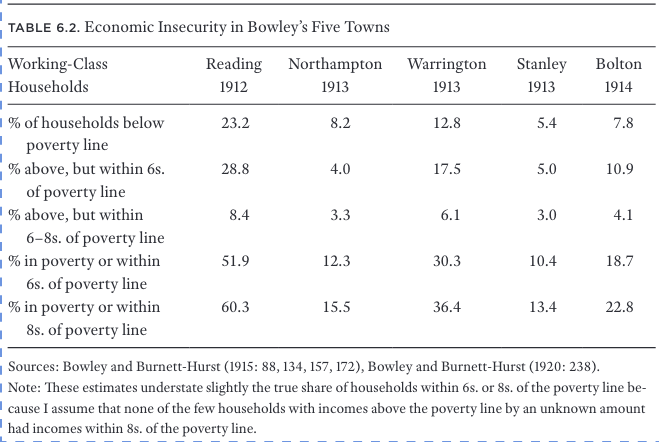 TABLE 6.2. Economic Insecurity in Bowley's Five Towns
Working-Class Households Reading 1912 Northampton 1913 Warrington 1913 Stanley 1913 Bolton 1914
% of households below poverty line 23.2 8.2 12.8 5.4 7.8
% above, but within 6s. of poverty line 28.8 4.0 17.5 5.0 10.9
% above, but within 6–8s. of poverty line 8.4 3.3 6.1 3.0 4.1
% in poverty or within 6s. of poverty line 51.9 12.3 30.3 10.4 18.7
% in poverty or within 8s. of poverty line 60.3 15.5 36.4 13.4 22.8
Sources: Bowley and Burnett-Hurst (1915: 88, 134, 157, 172), Bowley and Burnett-Hurst (1920: 238).
Note: These estimates understate slightly the true share of households within 6s. or 8s. of the poverty line be-
cause I assume that none of the few households with incomes above the poverty line by an unknown amount
had incomes within 8s. of the poverty line.